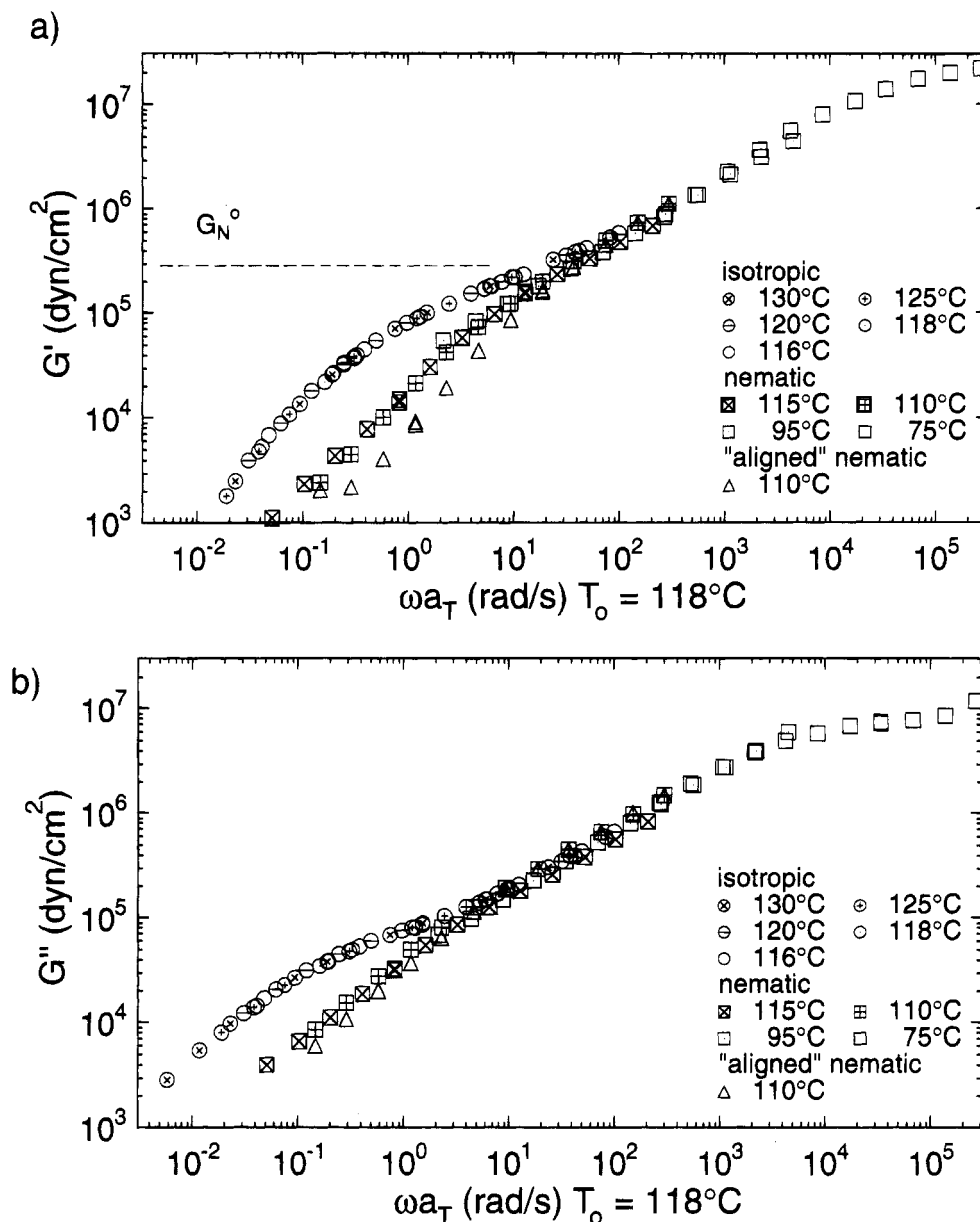 a)
10^7
10^6
10^5
10^4
10^3
G' (dyn/cm^2)
G_N^o
isotropic
130°C 125°C
120°C 118°C
116°C
nematic
115°C 110°C
95°C 75°C
"aligned" nematic
110°C
10^-2 10^-1 10^0 10^1 10^2 10^3 10^4 10^5
ωa_T (rad/s) T_o = 118°C
b)
10^7
10^6
10^5
10^4
10^3
G" (dyn/cm^2)
isotropic
130°C 125°C
120°C 118°C
116°C
nematic
115°C 110°C
95°C 75°C
"aligned" nematic
110°C
10^-2 10^-1 10^0 10^1 10^2 10^3 10^4 10^5
ωa_T (rad/s) T_o = 118°C